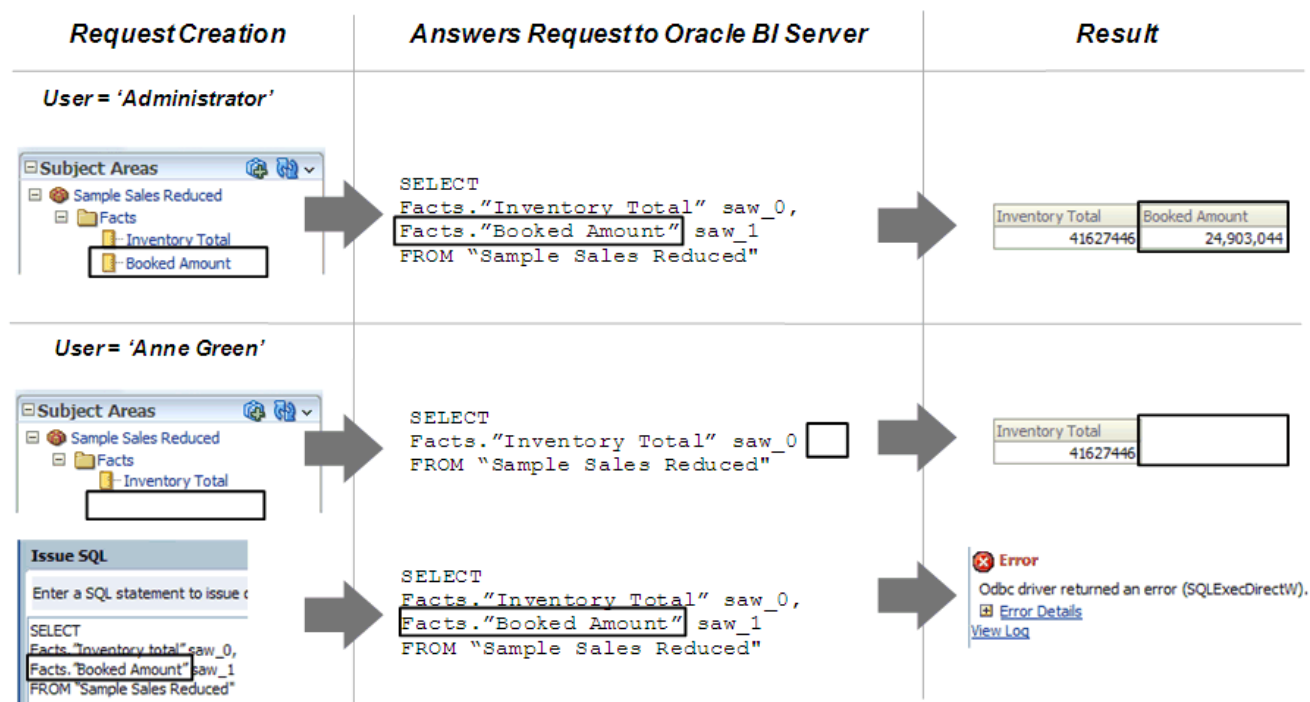 Request Creation
Answers Request to Oracle BI Server
Result
User = ‘Administrator’
Subject Areas
Sample Sales Reduced
Facts
Inventory Total
Booked Amount
SELECT
Facts.”Inventory Total” saw_0,
Facts.”Booked Amount” saw_1
FROM “Sample Sales Reduced"
Inventory Total Booked Amount
41627446 24,903,044
User = ‘Anne Green’
Subject Areas
Sample Sales Reduced
Facts
Inventory Total
SELECT
Facts.”Inventory Total” saw_0
FROM “Sample Sales Reduced"
Inventory Total
41627446
Issue SQL
Enter a SQL statement to issue
SELECT
Facts."Inventory total" saw_0,
Facts."Booked Amount" saw_1
FROM "Sample Sales Reduced"
SELECT
Facts.”Inventory Total” saw_0,
Facts.”Booked Amount” saw_1
FROM “Sample Sales Reduced"
Error
Odbc driver returned an error (SQLExecDirectW).
Error Details
View Log